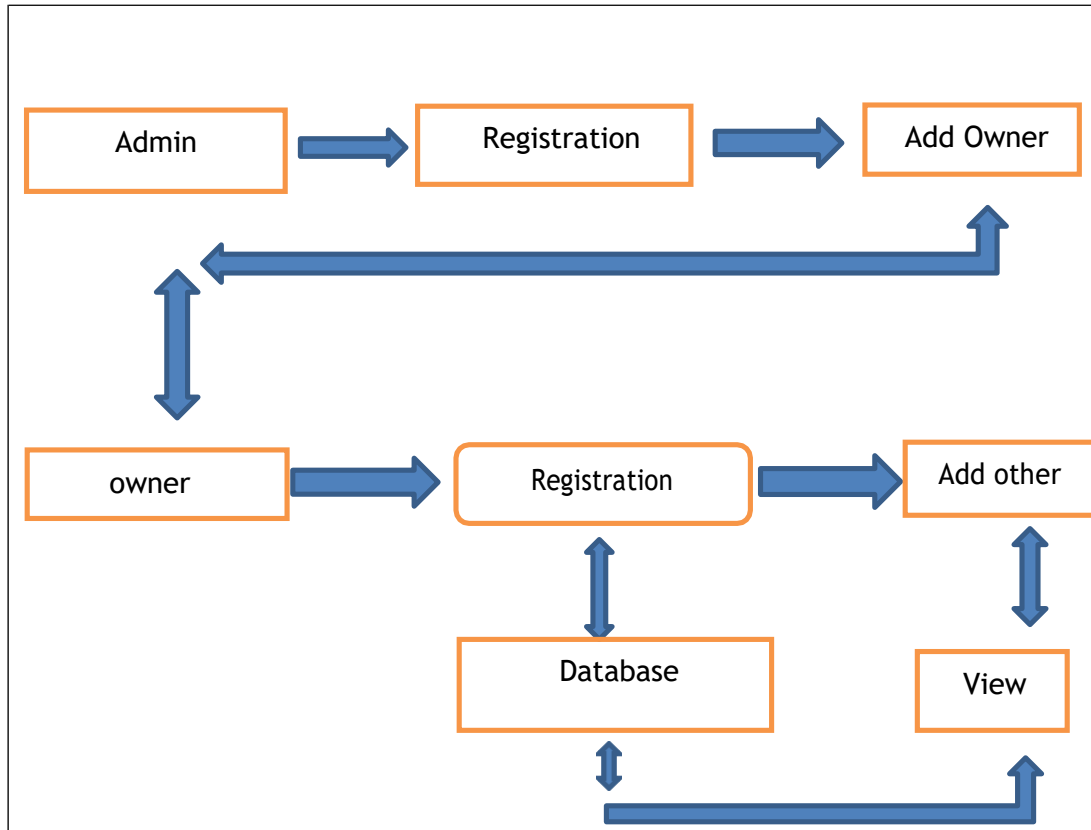 Admin
Registration
Add Owner
owner
Registration
Add other
Database
View